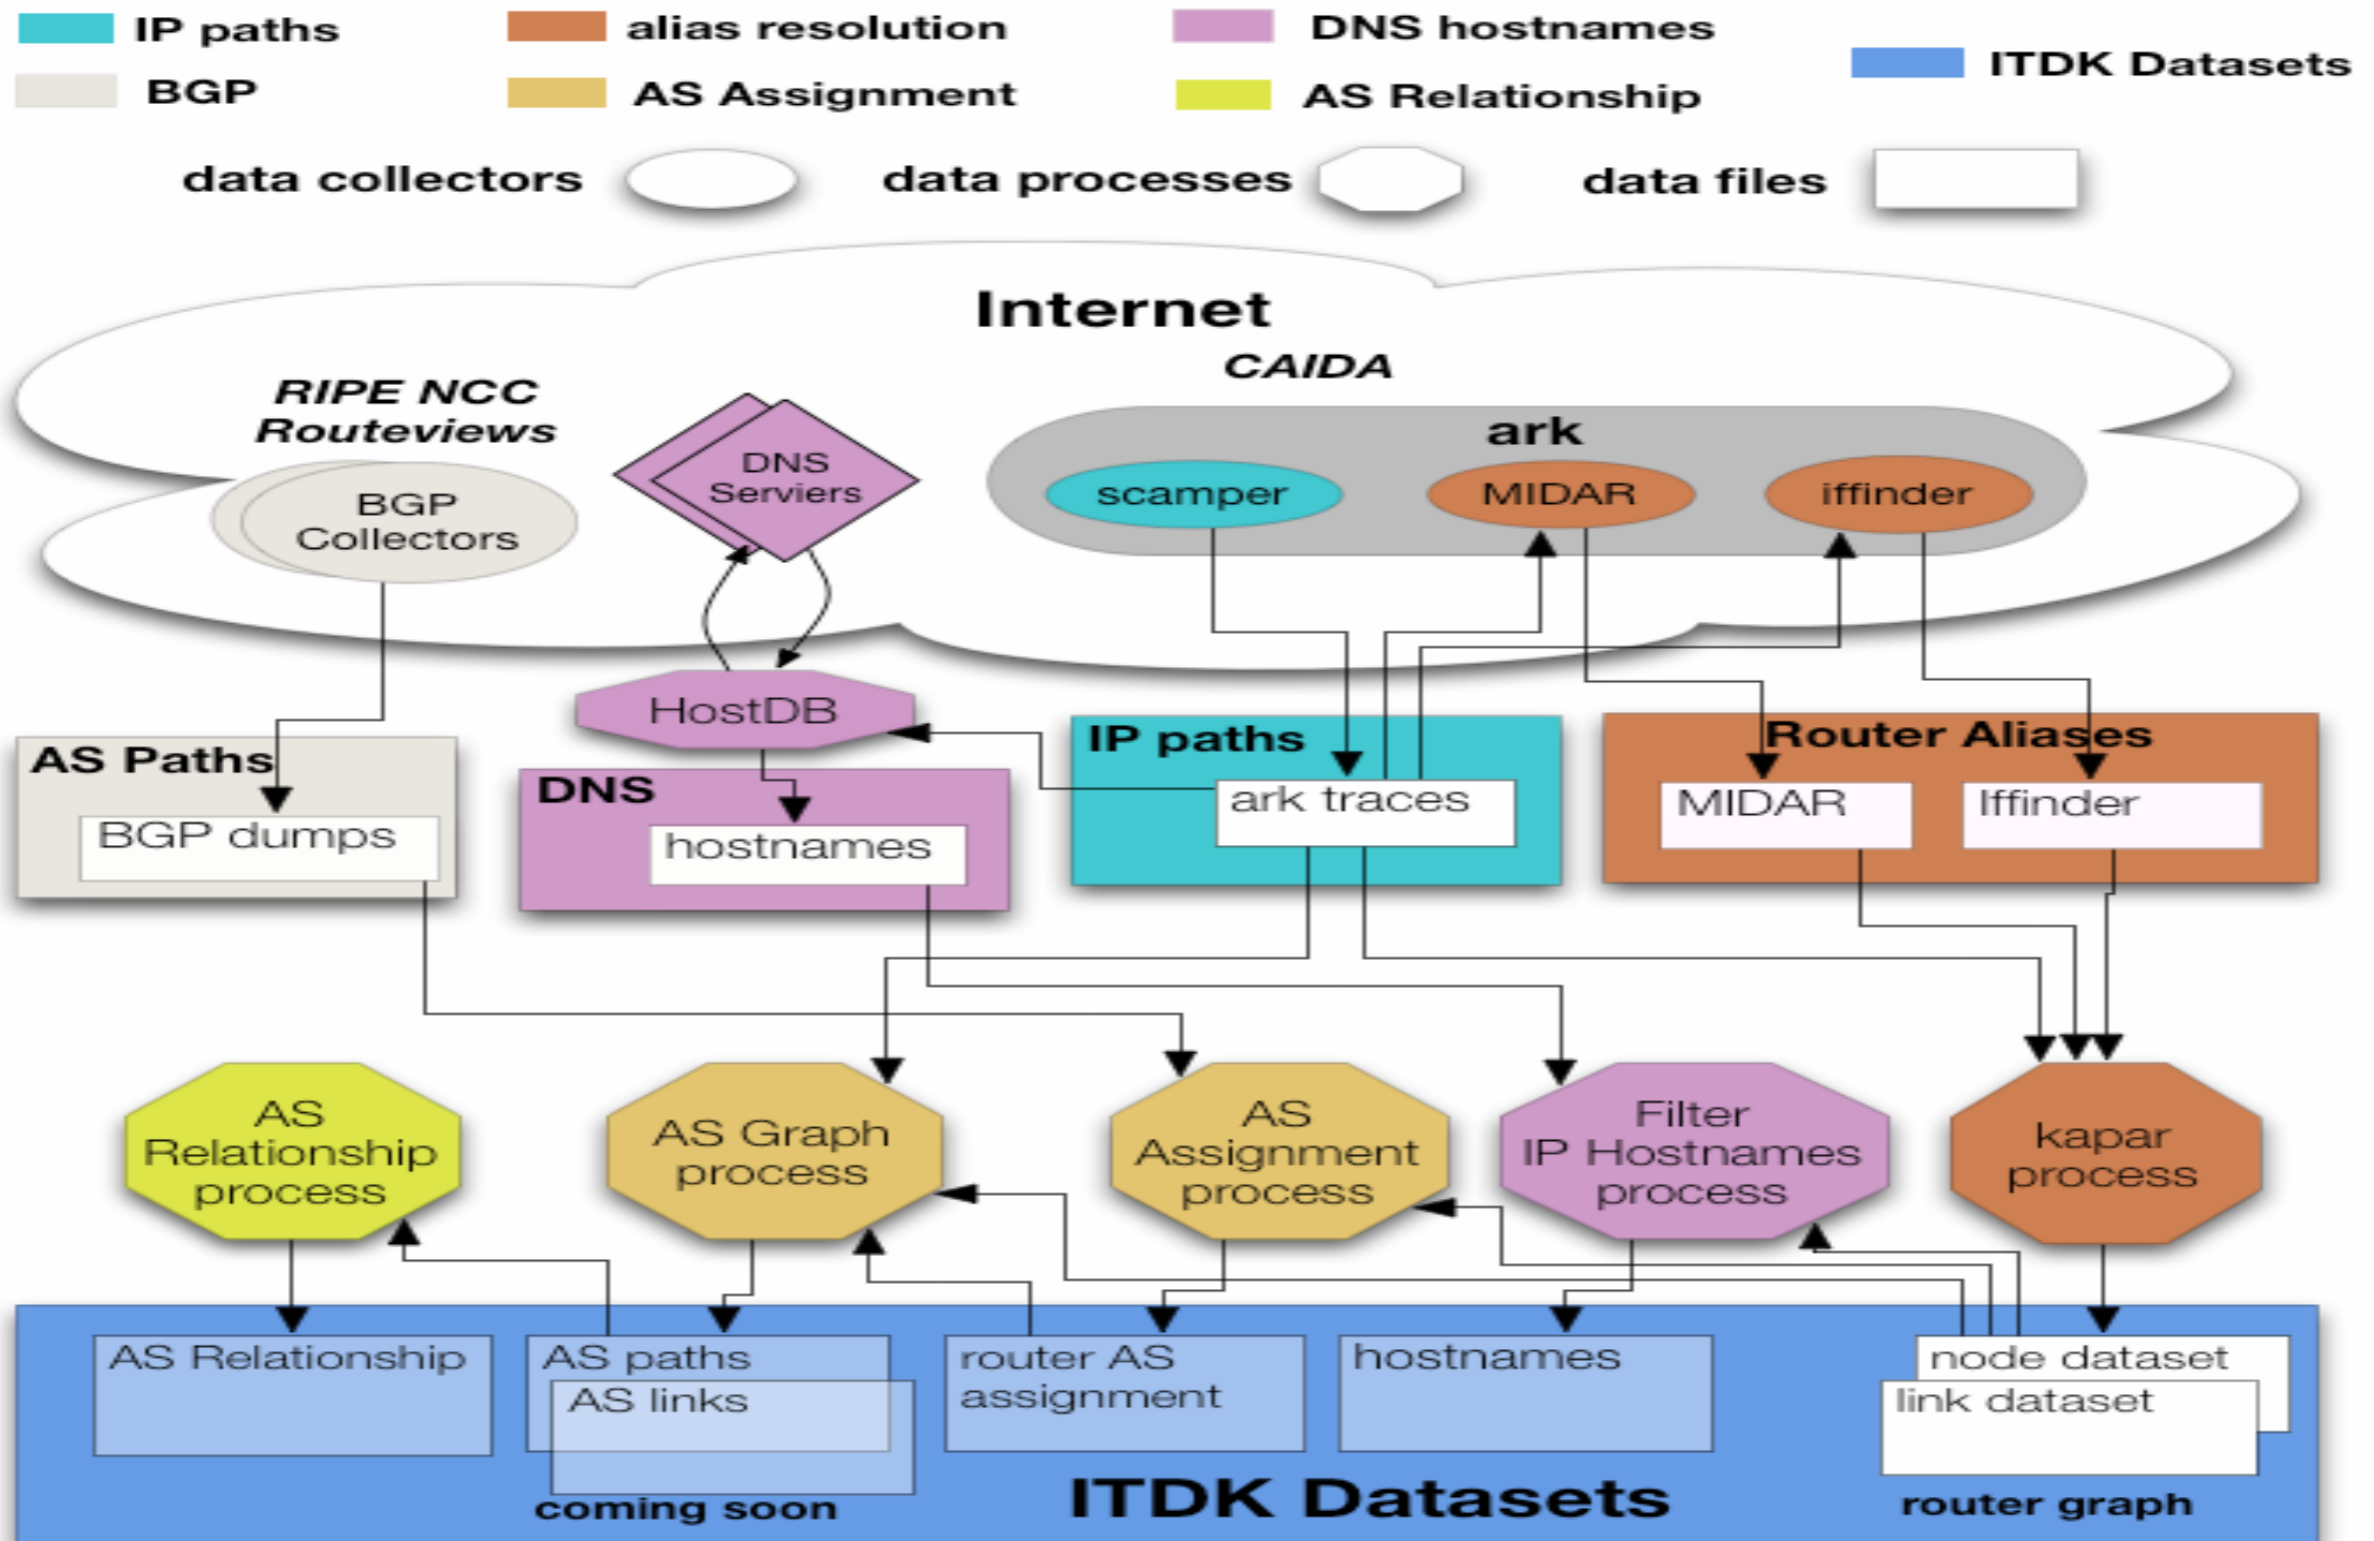 IP paths
alias resolution
DNS hostnames
ITDK Datasets
BGP
AS Assignment
AS Relationship
data collectors
data processes
data files
Internet
CAIDA
RIPE NCC
Routeviews
ark
DNS
Serviers
scamper
MIDAR
iffinder
BGP
Collectors
HostDB
IP paths
Router Aliases
AS Paths
DNS
ark traces
MIDAR
Iffinder
BGP dumps
hostnames
AS
Relationship
process
AS Graph
process
AS
Assignment
process
Filter
IP Hostnames
process
kapar
process
AS Relationship
AS paths
AS links
router AS
assignment
hostnames
node dataset
link dataset
coming soon
ITDK Datasets
router graph